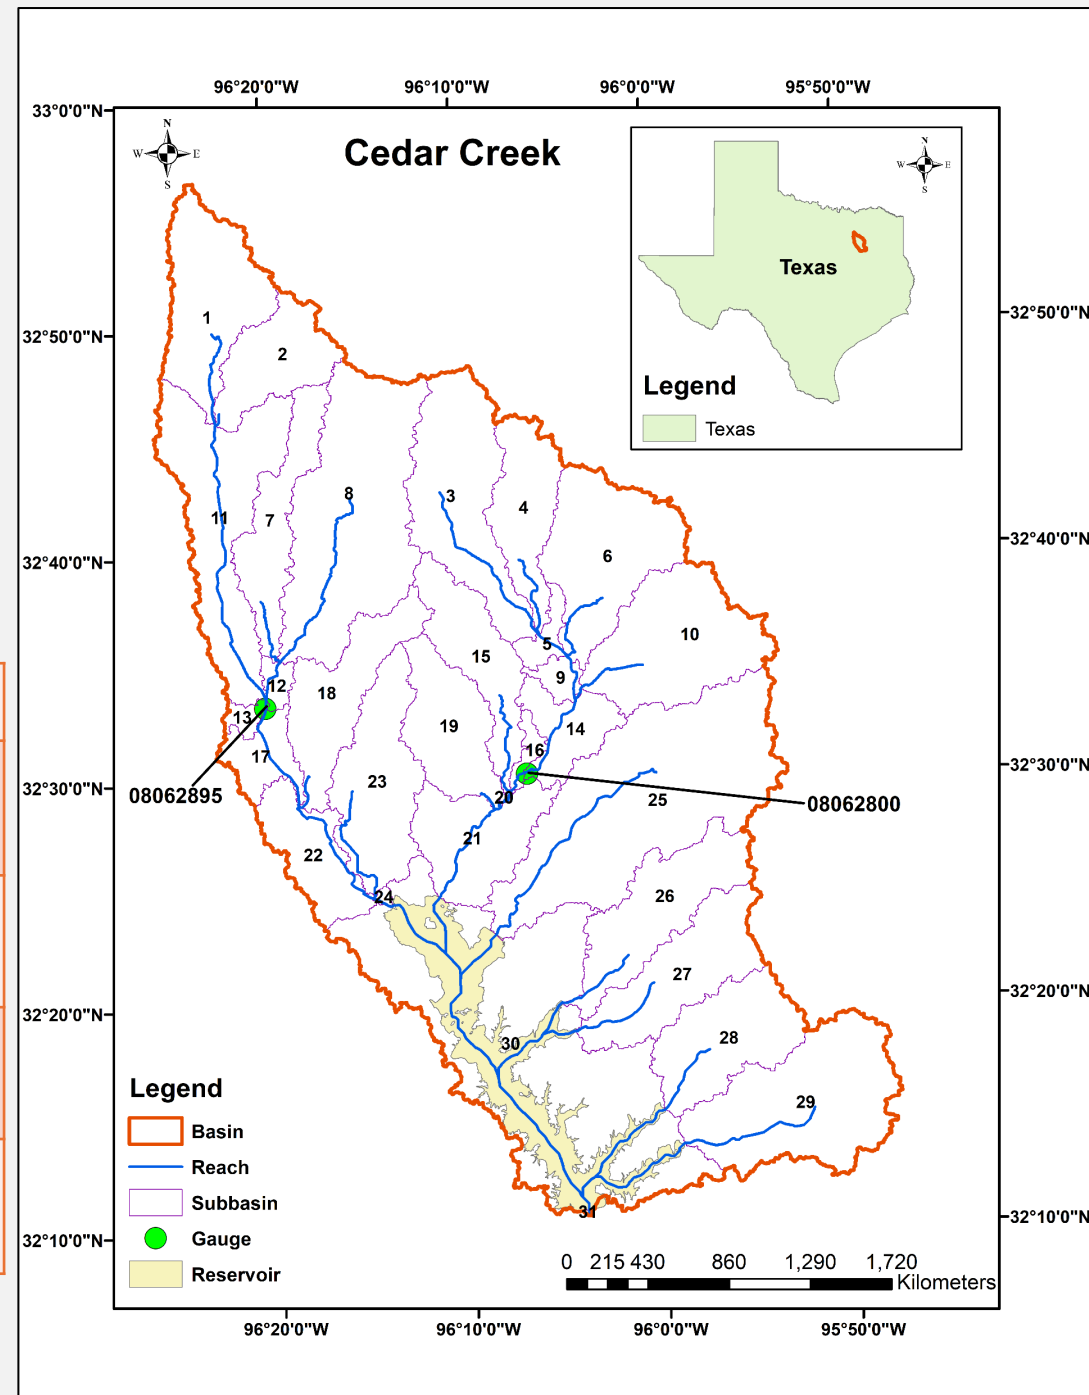 96°20'0"W 96°10'0"W 96°0'0"W 95°50'0"W
33°0'0"N
N
W E
S
Cedar Creek
N
W E
S
Texas
Legend
Texas
1
2
32°50'0"N
32°50'0"N
8
3
4
7
11
6
32°40'0"N
32°40'0"N
10
5
15
9
12
18
13
19
14
16
17
32°30'0"N
32°30'0"N
23
08062895
20
25
08062800
21
22
24
26
27
32°20'0"N
32°20'0"N
28
30
29
31
32°10'0"N
32°10'0"N
Legend
Basin
Reach
Subbasin
Gauge
Reservoir
0 215 430 860 1,290 1,720
Kilometers
96°20'0"W 96°10'0"W 96°0'0"W 95°50'0"W